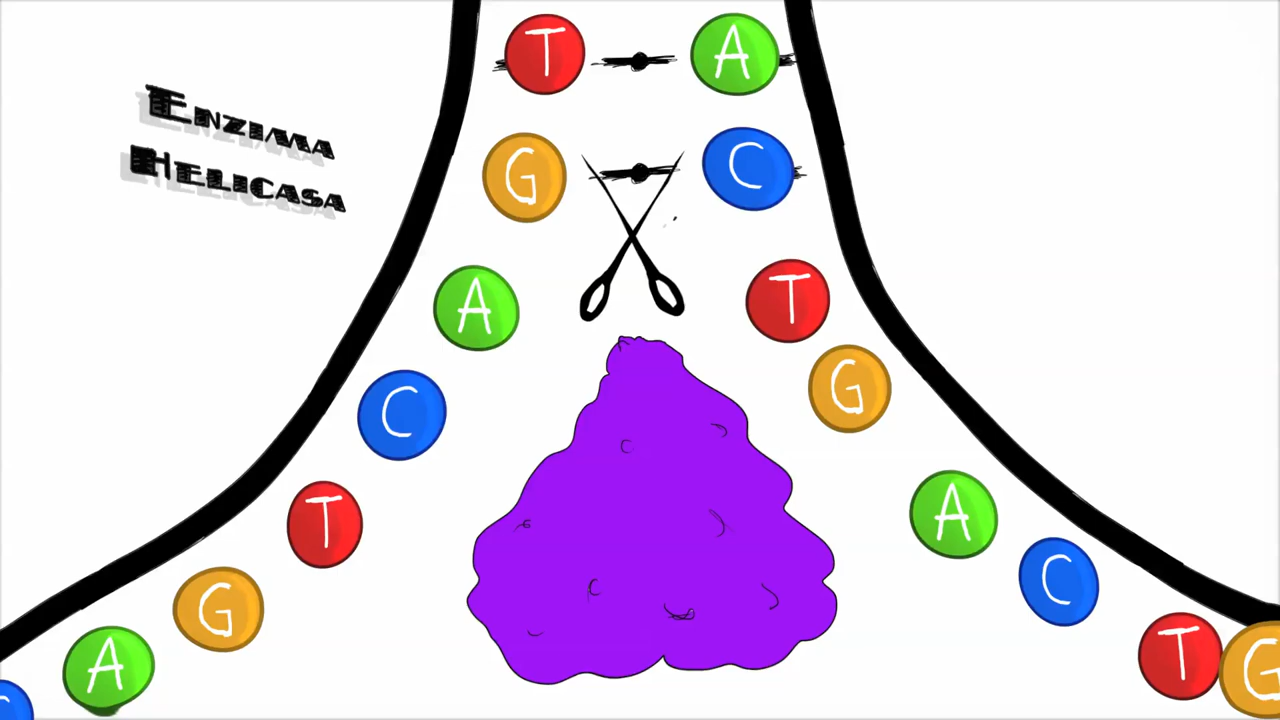 T A
Enzima
Helicasa
G C
A T
C G
T A
G C
A T G
C